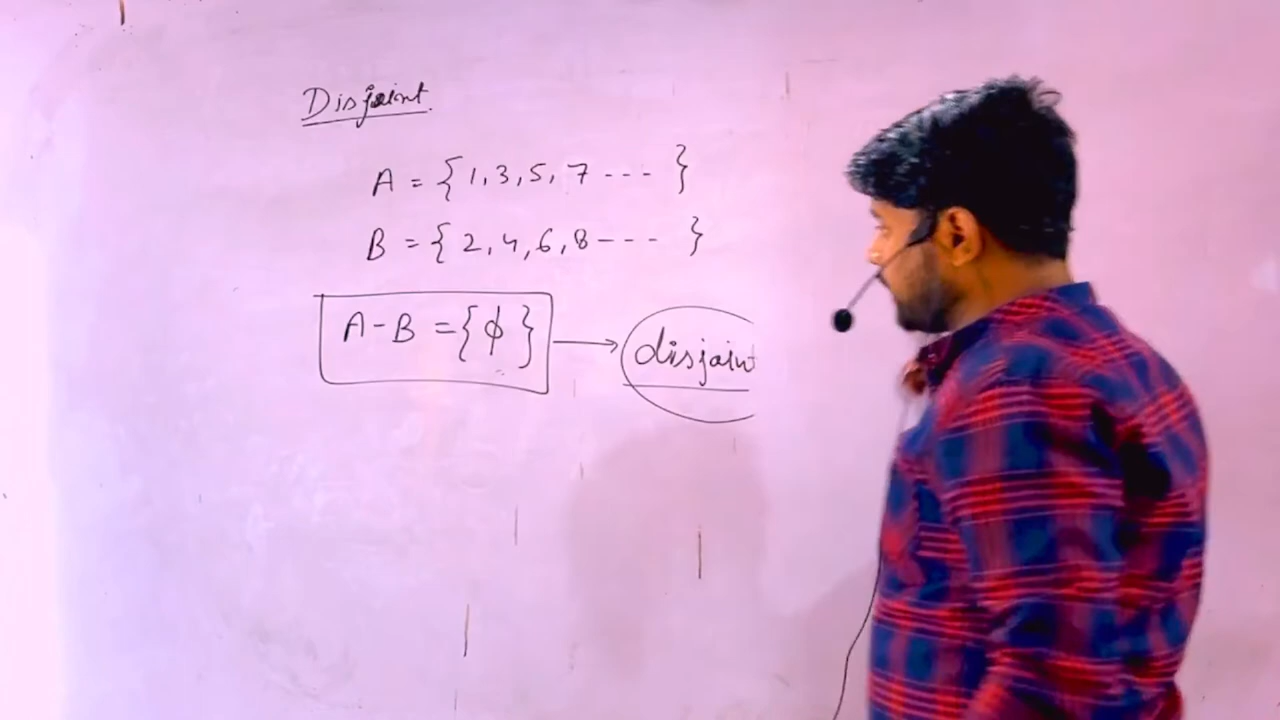 Disjoint
A = {1, 3, 5, 7 - - - }
B = {2, 4, 6, 8 - - - }
A - B = {ϕ} → disjoint